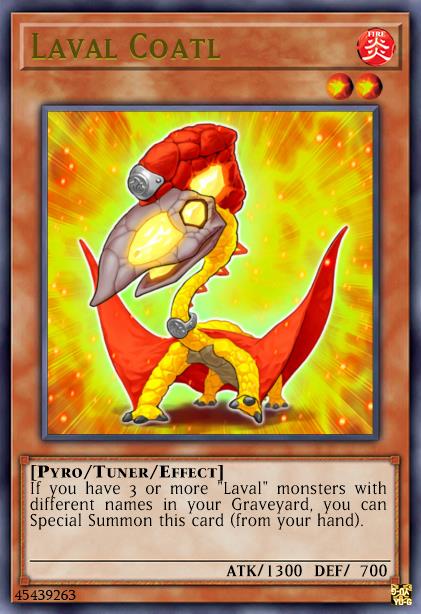 Laval Coatl
FIRE
炎
[Pyro/Tuner/Effect]
If you have 3 or more "Laval" monsters with
different names in your Graveyard, you can
Special Summon this card (from your hand).
ATK/1300 DEF/ 700
45439263